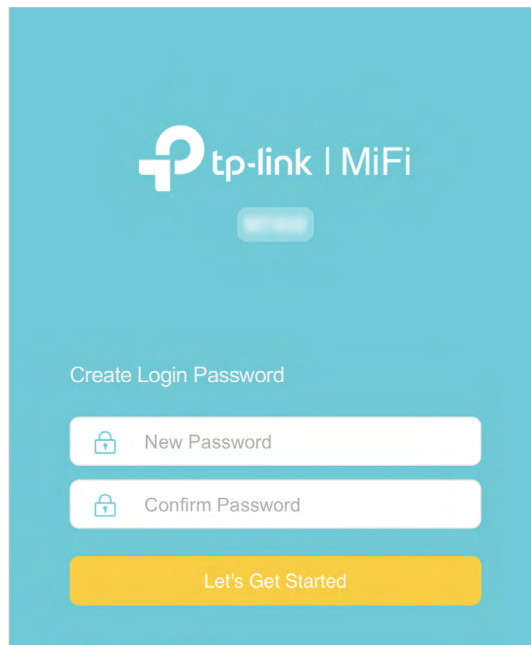 tp-link | MiFi
Create Login Password
New Password
Confirm Password
Let's Get Started